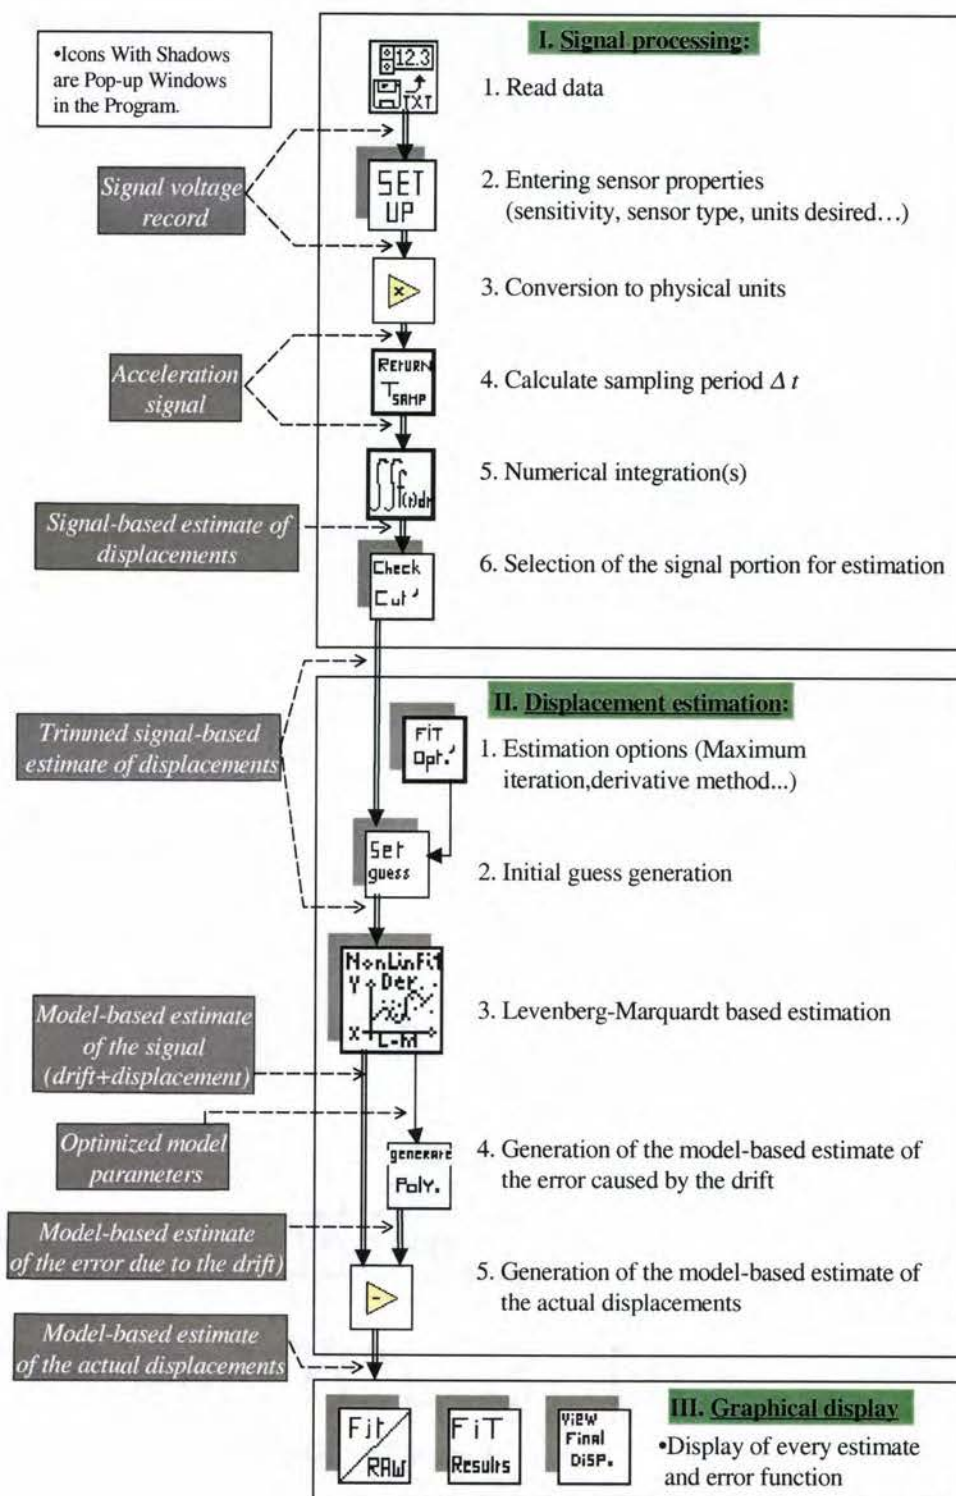 •Icons With Shadows
are Pop-up Windows
in the Program.
I. Signal processing:
12.3
TXT
1. Read data
Signal voltage
record
SET
UP
2. Entering sensor properties
(sensitivity, sensor type, units desired…)
x
3. Conversion to physical units
Acceleration
signal
RETURN
TSAMP
4. Calculate sampling period Δ t
∫∫f(t)dt
5. Numerical integration(s)
Signal-based estimate of
displacements
Check
Cut
6. Selection of the signal portion for estimation
II. Displacement estimation:
Trimmed signal-based
estimate of displacements
FiT
Opt.
1. Estimation options (Maximum
iteration,derivative method...)
Set
guess
2. Initial guess generation
NonLinFit
Y Der.
X L-M
3. Levenberg-Marquardt based estimation
Model-based estimate
of the signal
(drift+displacement)
Optimized model
parameters
generate
Poly.
4. Generation of the model-based estimate of
the error caused by the drift
Model-based estimate
of the error due to the drift)
-
5. Generation of the model-based estimate of
the actual displacements
Model-based estimate
of the actual displacements
III. Graphical display
Fit
RAW
FiT
Results
View
Final
DiSP.
•Display of every estimate
and error function